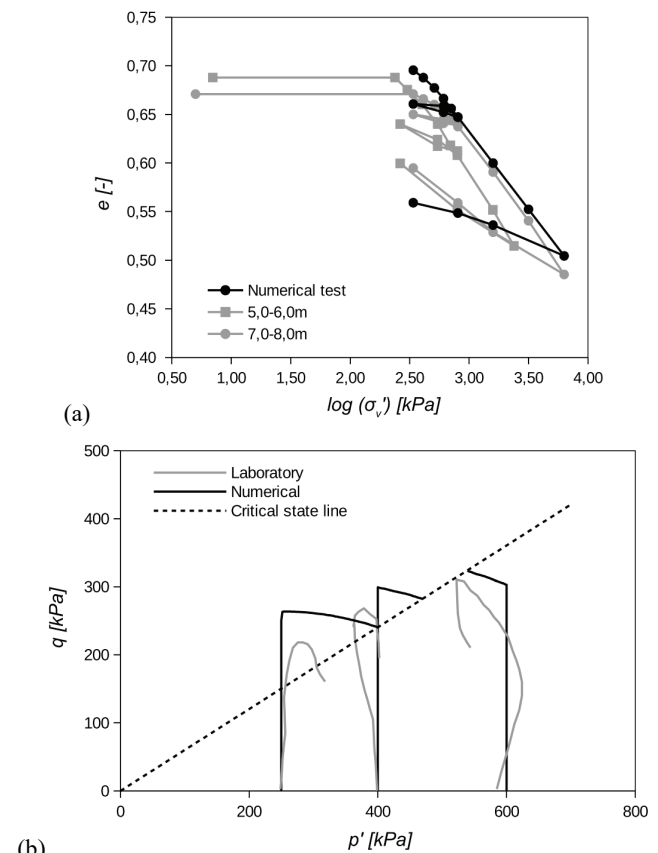 0,75
0,70
0,65
0,60
0,55
0,50
0,45
0,40
e [-]
Numerical test
5,0-6,0m
7,0-8,0m
0,50 1,00 1,50 2,00 2,50 3,00 3,50 4,00
log (σv') [kPa]
(a)
500
400
300
200
100
0
q [kPa]
Laboratory
Numerical
Critical state line
0 200 400 600 800
p' [kPa]
(b)